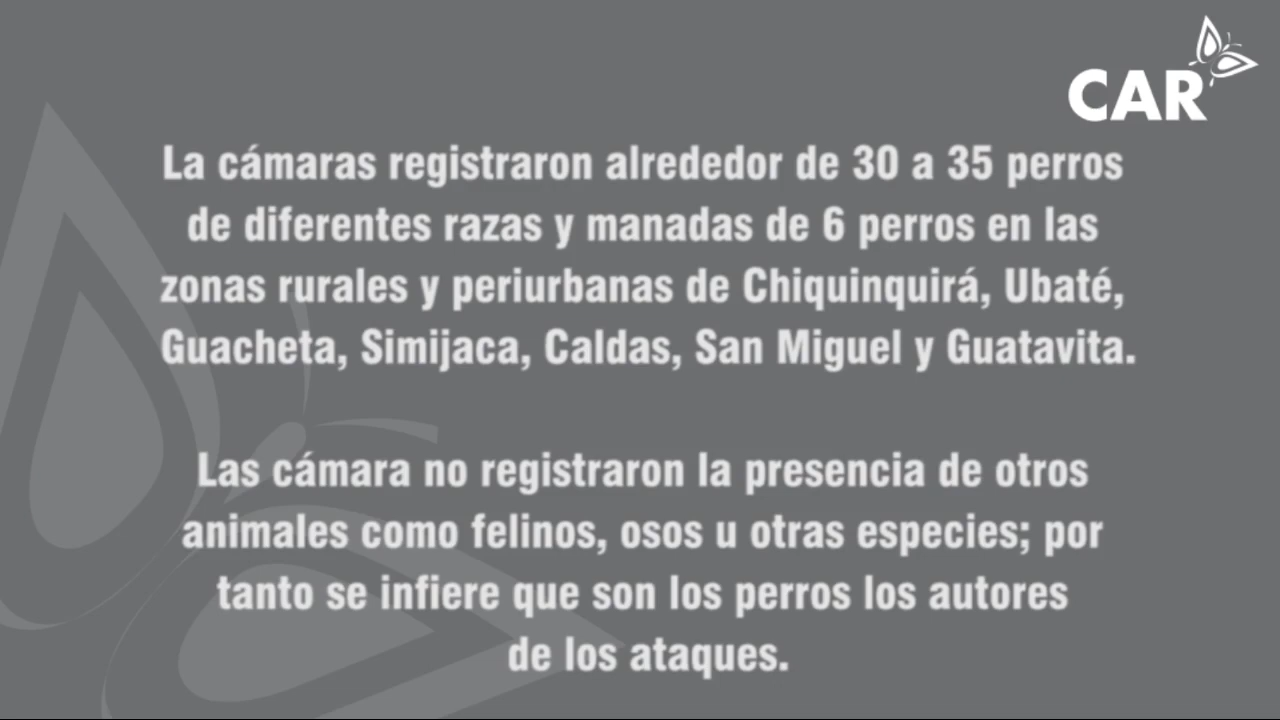 CAR
La cámaras registraron alrededor de 30 a 35 perros
de diferentes razas y manadas de 6 perros en las
zonas rurales y periurbanas de Chiquinquirá, Ubaté,
Guacheta, Simijaca, Caldas, San Miguel y Guatavita.
Las cámara no registraron la presencia de otros
animales como felinos, osos u otras especies; por
tanto se infiere que son los perros los autores
de los ataques.